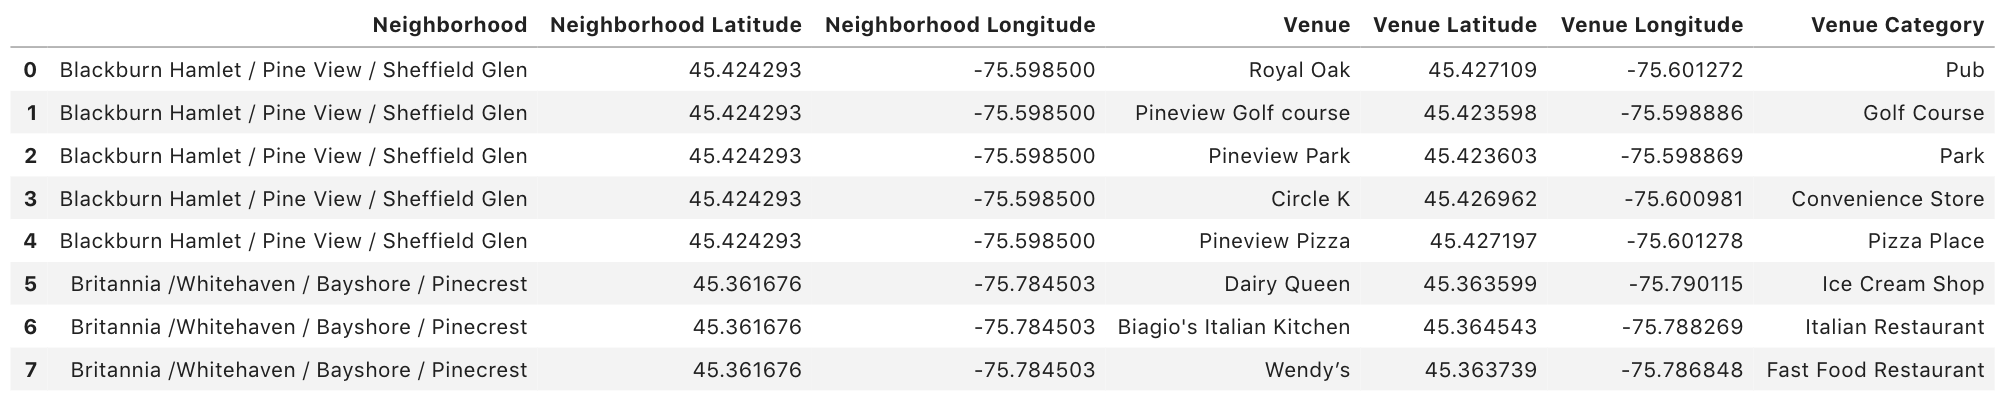 Neighborhood Neighborhood Latitude Neighborhood Longitude Venue Venue Latitude Venue Longitude Venue Category
0 Blackburn Hamlet / Pine View / Sheffield Glen 45.424293 -75.598500 Royal Oak 45.427109 -75.601272 Pub
1 Blackburn Hamlet / Pine View / Sheffield Glen 45.424293 -75.598500 Pineview Golf course 45.423598 -75.598886 Golf Course
2 Blackburn Hamlet / Pine View / Sheffield Glen 45.424293 -75.598500 Pineview Park 45.423603 -75.598869 Park
3 Blackburn Hamlet / Pine View / Sheffield Glen 45.424293 -75.598500 Circle K 45.426962 -75.600981 Convenience Store
4 Blackburn Hamlet / Pine View / Sheffield Glen 45.424293 -75.598500 Pineview Pizza 45.427197 -75.601278 Pizza Place
5 Britannia /Whitehaven / Bayshore / Pinecrest 45.361676 -75.784503 Dairy Queen 45.363599 -75.790115 Ice Cream Shop
6 Britannia /Whitehaven / Bayshore / Pinecrest 45.361676 -75.784503 Biagio's Italian Kitchen 45.364543 -75.788269 Italian Restaurant
7 Britannia /Whitehaven / Bayshore / Pinecrest 45.361676 -75.784503 Wendy’s 45.363739 -75.786848 Fast Food Restaurant